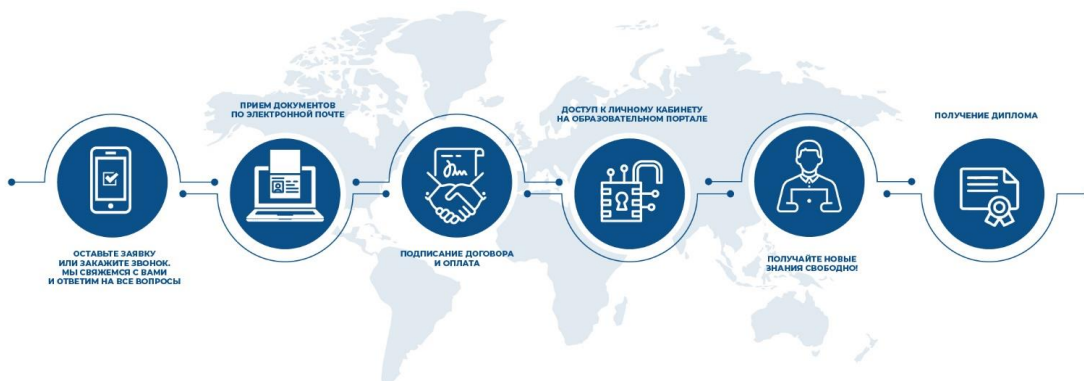 ОСТАВЬТЕ ЗАЯВКУ
ИЛИ ЗАКАЖИТЕ ЗВОНОК.
МЫ СВЯЖЕМСЯ С ВАМИ
И ОТВЕТИМ НА ВСЕ ВОПРОСЫ
ПРИЕМ ДОКУМЕНТОВ
ПО ЭЛЕКТРОННОЙ ПОЧТЕ
ПОДПИСАНИЕ ДОГОВОРА
И ОПЛАТА
ДОСТУП К ЛИЧНОМУ КАБИНЕТУ
НА ОБРАЗОВАТЕЛЬНОМ ПОРТАЛЕ
ПОЛУЧАЙТЕ НОВЫЕ
ЗНАНИЯ СВОБОДНО!
ПОЛУЧЕНИЕ ДИПЛОМА